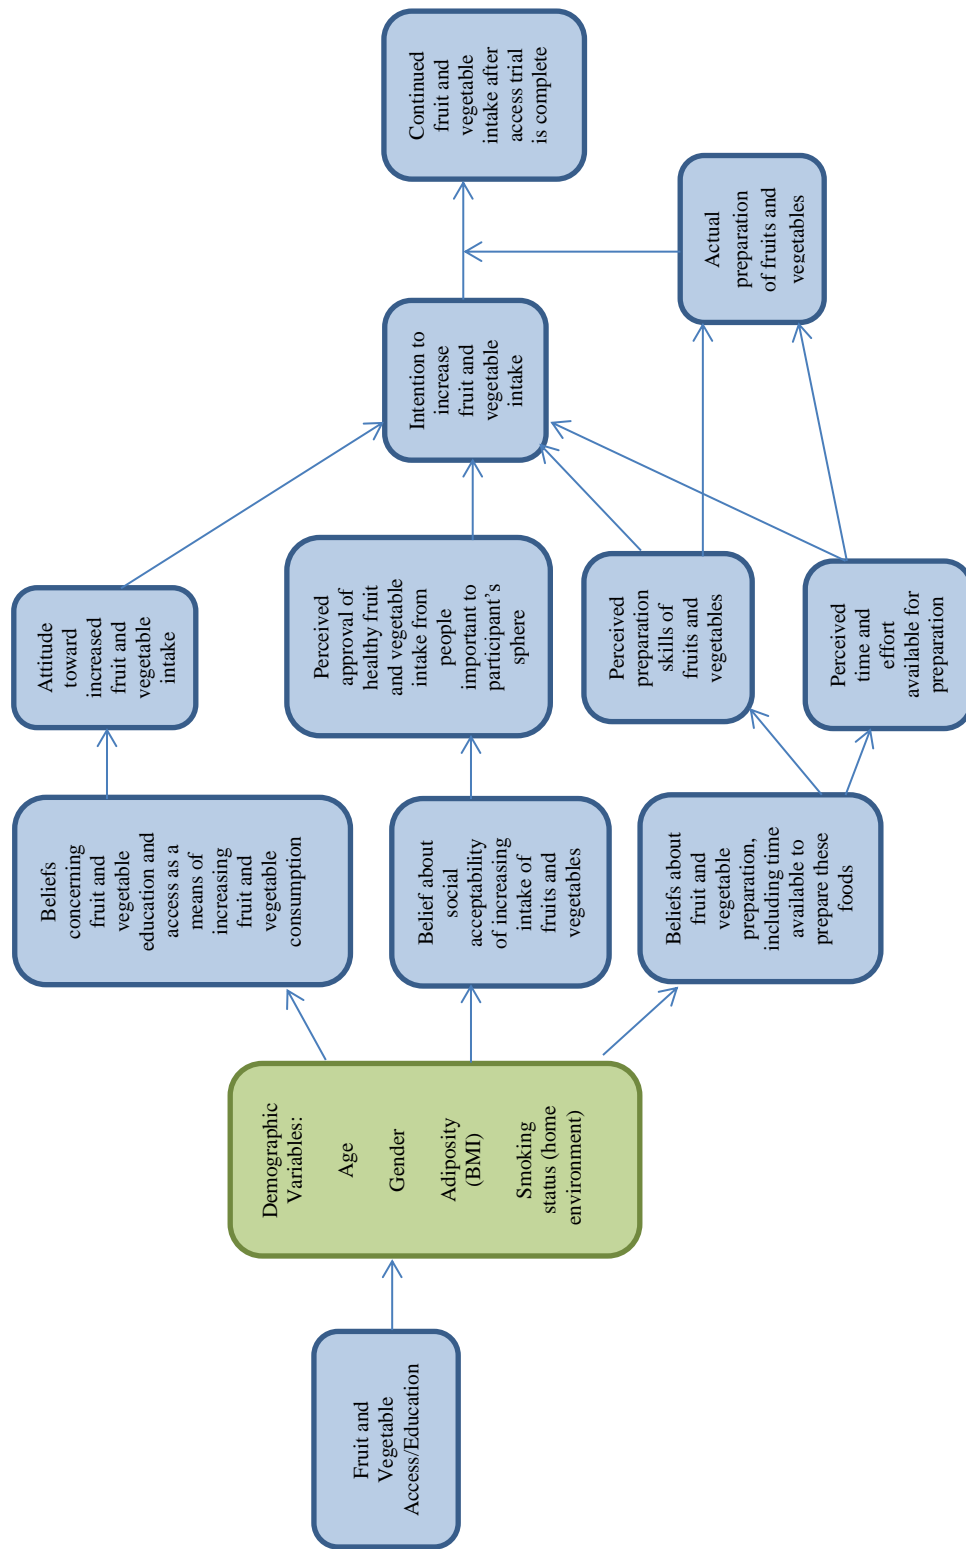 Fruit and
Vegetable
Access/Education
Demographic
Variables:
Age
Gender
Adiposity
(BMI)
Smoking
status (home
environment)
Beliefs
concerning
fruit and
vegetable
education and
access as a
means of
increasing
fruit and
vegetable
consumption
Belief about
social
acceptability
of increasing
intake of
fruits and
vegetables
Beliefs about
fruit and
vegetable
preparation,
including time
available to
prepare these
foods
Attitude
toward
increased
fruit and
vegetable
intake
Perceived
approval of
healthy fruit
and vegetable
intake from
people
important to
participant’s
sphere
Perceived
preparation
skills of
fruits and
vegetables
Perceived
time and
effort
available for
preparation
Intention to
increase
fruit and
vegetable
intake
Actual
preparation
of fruits and
vegetables
Continued
fruit and
vegetable
intake after
access trial
is complete